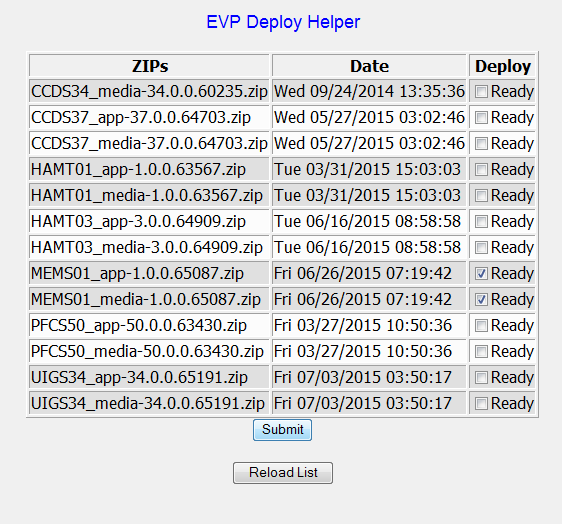 EVP Deploy Helper
ZIPs Date Deploy
CCDS34_media-34.0.0.60235.zip Wed 09/24/2014 13:35:36 Ready
CCDS37_app-37.0.0.64703.zip Wed 05/27/2015 03:02:46 Ready
CCDS37_media-37.0.0.64703.zip Wed 05/27/2015 03:02:46 Ready
HAMT01_app-1.0.0.63567.zip Tue 03/31/2015 15:03:03 Ready
HAMT01_media-1.0.0.63567.zip Tue 03/31/2015 15:03:03 Ready
HAMT03_app-3.0.0.64909.zip Tue 06/16/2015 08:58:58 Ready
HAMT03_media-3.0.0.64909.zip Tue 06/16/2015 08:58:58 Ready
MEMS01_app-1.0.0.65087.zip Fri 06/26/2015 07:19:42 Ready
MEMS01_media-1.0.0.65087.zip Fri 06/26/2015 07:19:42 Ready
PFCS50_app-50.0.0.63430.zip Fri 03/27/2015 10:50:36 Ready
PFCS50_media-50.0.0.63430.zip Fri 03/27/2015 10:50:36 Ready
UIGS34_app-34.0.0.65191.zip Fri 07/03/2015 03:50:17 Ready
UIGS34_media-34.0.0.65191.zip Fri 07/03/2015 03:50:17 Ready
Submit
Reload List